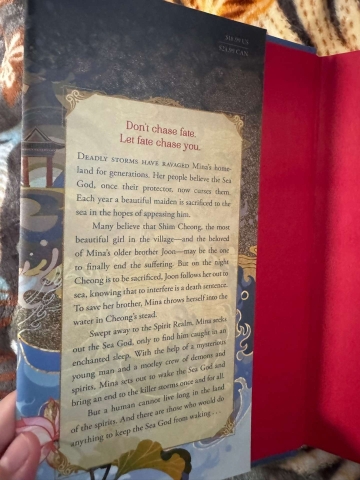 $18.99 US
$24.99 CAN
Don't chase fate.
Let fate chase you.
DEADLY STORMS HAVE RAVAGED Mina's home-
land for generations. Her people believe the Sea
God, once their protector, now curses them.
Each year a beautiful maiden is sacrificed to the
sea in the hopes of appeasing him.
Many believe that Shim Cheong, the most
beautiful girl in the village—and the beloved
of Mina's older brother Joon—may be the one
to finally end the suffering. But on the night
Cheong is to be sacrificed, Joon follows her out to
sea, knowing that to interfere is a death sentence.
To save her brother, Mina throws herself into the
water in Cheong's stead.
Swept away to the Spirit Realm, Mina seeks
out the Sea God, only to find him caught in an
enchanted sleep. With the help of a mysterious
young man and a motley crew of demons and
spirits, Mina sets out to wake the Sea God and
bring an end to the killer storms once and for all.
But a human cannot live long in the land
of the spirits. And there are those who would do
anything to keep the Sea God from waking . . .